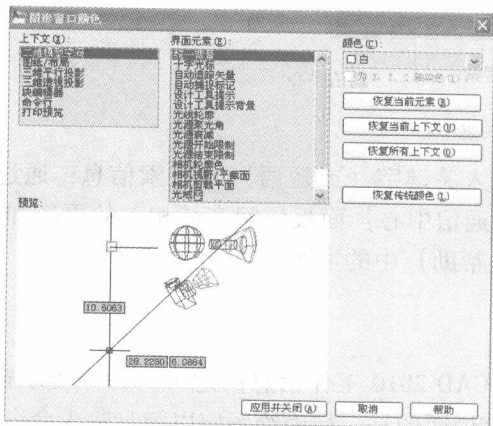 图形窗口颜色
上下文(X):
图纸/布局
三维平行投影
三维透视投影
块编辑器
命令行
打印预览
界面元素(E):
十字光标
自动追踪矢量
自动捕捉标记
设计工具提示
设计工具提示背景
光线轮廓
光源聚光角
光源衰减
光源开始限制
光源结束限制
相机轮廓色
相机视野/平截面
相机剪裁平面
光域网
颜色(C):
白
恢复当前元素(R)
恢复当前上下文(U)
恢复所有上下文(O)
恢复传统颜色(L)
预览:
10.6063
28.2280 6.0884
应用并关闭(A) 取消 帮助